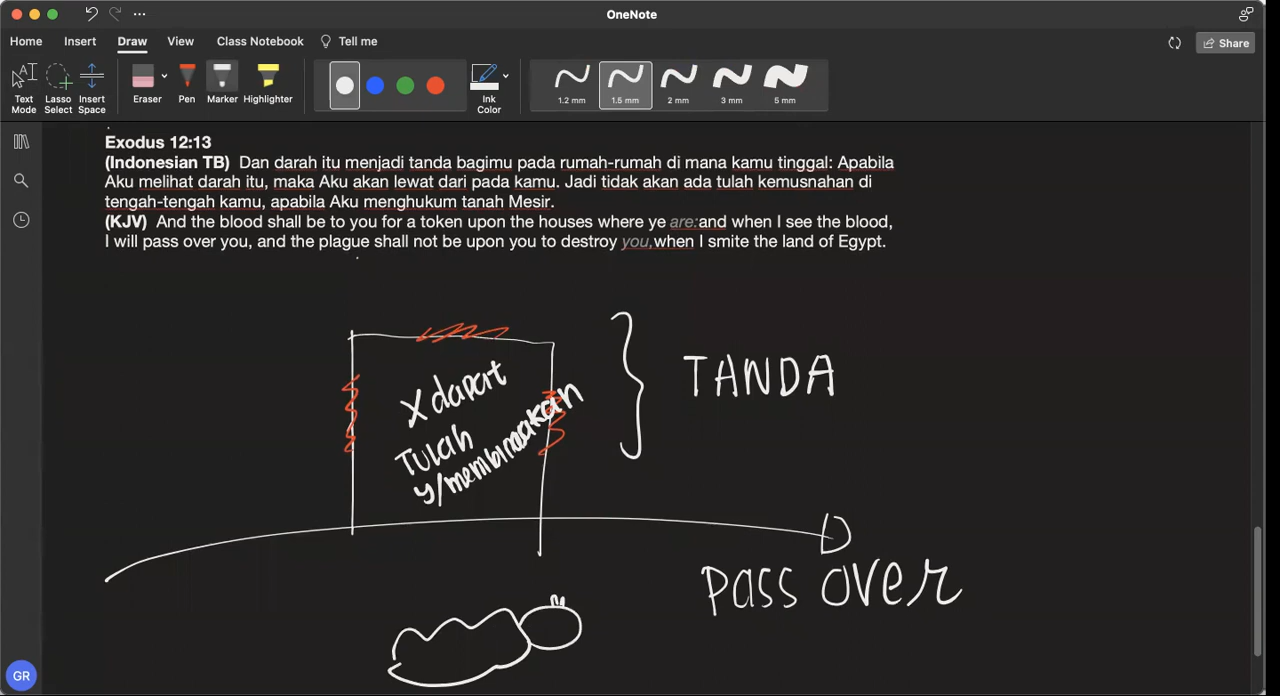 OneNote
Home Insert Draw View Class Notebook Tell me
Share
Text Mode
Lasso Select
Insert Space
Eraser
Pen
Marker
Highlighter
Ink Color
1.2 mm
1.5 mm
2 mm
3 mm
5 mm
Exodus 12:13
(Indonesian TB) Dan darah itu menjadi tanda bagimu pada rumah-rumah di mana kamu tinggal: Apabila
Aku melihat darah itu, maka Aku akan lewat dari pada kamu. Jadi tidak akan ada tulah kemusnahan di
tengah-tengah kamu, apabila Aku menghukum tanah Mesir.
(KJV) And the blood shall be to you for a token upon the houses where ye are:and when I see the blood,
I will pass over you, and the plague shall not be upon you to destroy you,when I smite the land of Egypt.
X dapat
Tulah
y/membinasakan
TANDA
Pass over
GR